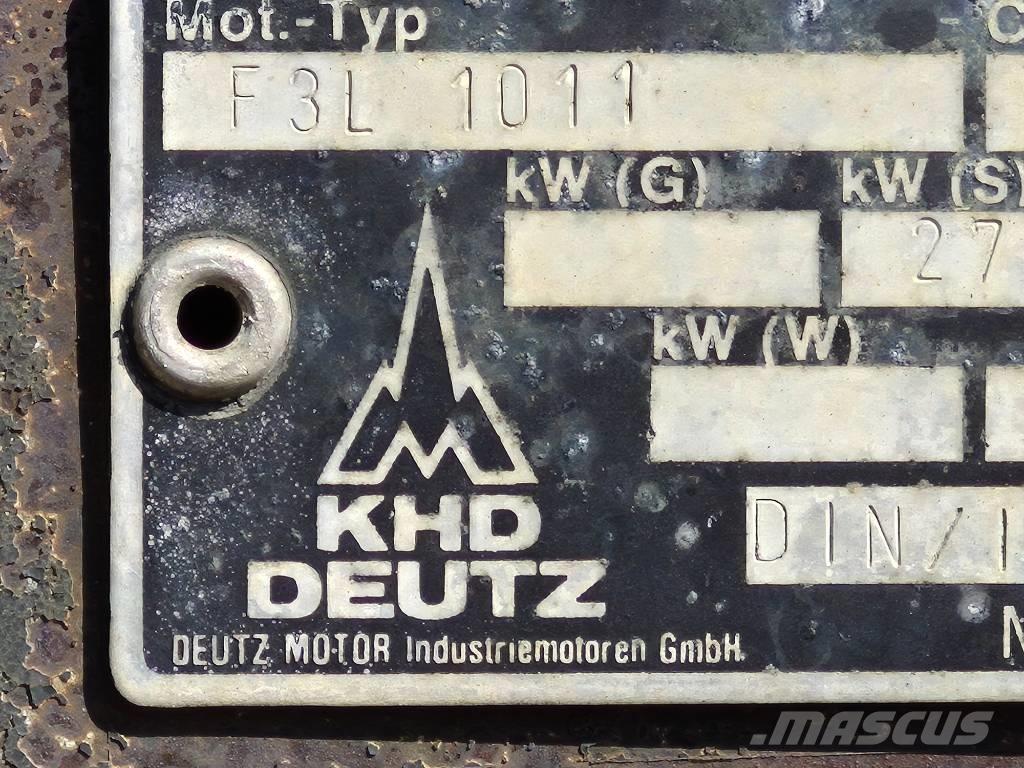 Mot.-Typ C
F3L 1011
kW (G) kW (S)
27
kW (W)
DIN/I
KHD
DEUTZ
N
DEUTZ MOTOR Industriemotoren GmbH
.MASCUS